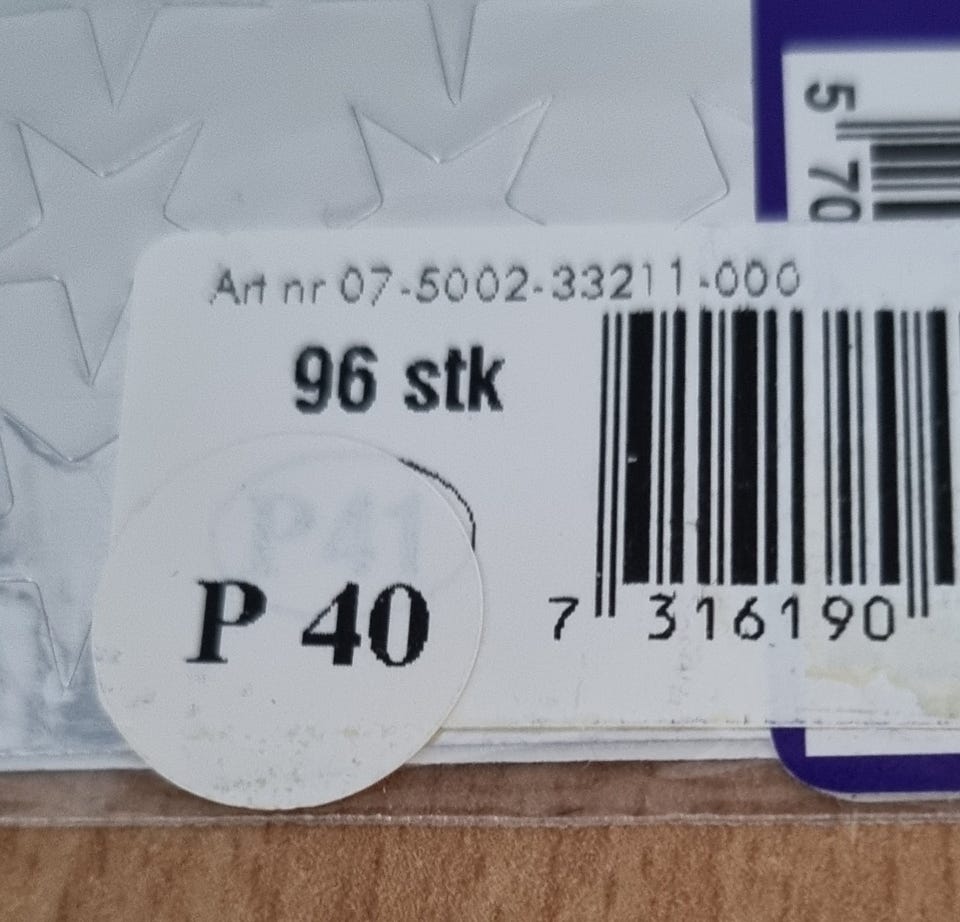 5 70
Art nr 07-5002-33211-000
96 stk
P41
P 40
7 316190